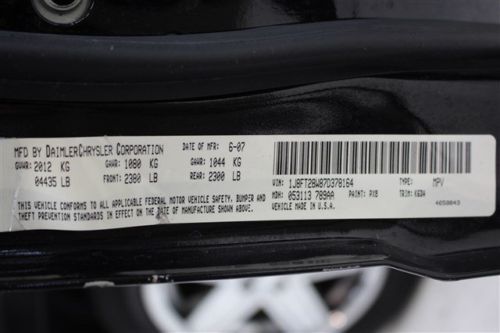 MFD BY DAIMLERCHRYSLER CORPORATION DATE OF MFR: 6-07
GVWR: 2012 KG GAWR: 1080 KG GAWR: 1044 KG
04435 LB FRONT: 2380 LB REAR: 2300 LB
THIS VEHICLE CONFORMS TO ALL APPLICABLE FEDERAL MOTOR VEHICLE SAFETY, BUMPER AND
THEFT PREVENTION STANDARDS IN EFFECT ON THE DATE OF MANUFACTURE SHOWN ABOVE.
VIN: 1J8FT28W87D378164 TYPE: MPV
MDH: 053113 789AA PAINT: PXB TRIM: K6DA
VEHICLE MADE IN U.S.A. 4658843